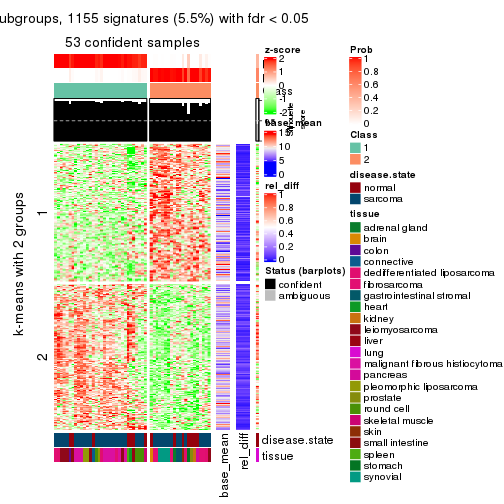 ubgroups, 1155 signatures (5.5%) with fdr < 0.05
53 confident samples
k-means with 2 groups
1
2
base_mean
rel_diff
disease.state
tissue
z-score
2
1
0
-1
-2
base_mean
15
10
5
0
rel_diff
1
0.8
0.6
0.4
0.2
0
Status (barplots)
confident
ambiguous
Silhouette
score
Prob
1
0.8
0.6
0.4
0.2
0
Class
1
2
disease.state
normal
sarcoma
tissue
adrenal gland
brain
colon
connective
dedifferentiated liposarcoma
fibrosarcoma
gastrointestinal stromal
heart
kidney
leiomyosarcoma
liver
lung
malignant fibrous histiocytoma
pancreas
pleomorphic liposarcoma
prostate
round cell
skeletal muscle
skin
small intestine
spleen
stomach
synovial